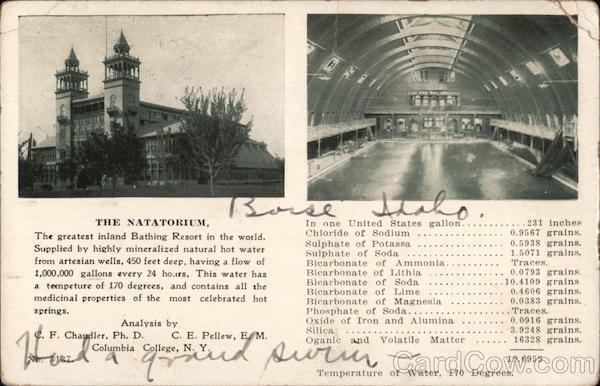 Boise Idaho.
THE NATATORIUM,
The greatest inland Bathing Resort in the world.
Supplied by highly mineralized natural hot water
from artesian wells, 450 feet deep, having a flow of
1,000,000 gallons every 24 hours. This water has
a tempeture of 170 degrees, and contains all the
medicinal properties of the most celebrated hot
springs.
Analysis by
C. F. Chandler, Ph. D. C. E. Pellew, E. M.
Columbia College, N. Y.
Had a grand swim —
No. 3137.
In one United States gallon..............231 inches
Chloride of Sodium .................... 0.9567 grains.
Sulphate of Potassa .................... 0.5938 grains.
Sulphate of Soda ........................ 1.5071 grains.
Bicarbonate of Ammonia .............. Traces.
Bicarbonate of Lithia .................. 0.0793 grains
Bicarbonate of Soda ...................10.4109 grains
Bicarbonate of Lime .................... 0.4606 grains.
Bicarbonate of Magnesia .............. 0.0383 grains.
Phosphate of Soda...................... Traces.
Oxide of Iron and Alumina .......... 0.0916 grains.
Silica ................................... 3.9248 grains.
Oganic and Volatile Matter ........ 16328 grains.
19.6959
Temperature of Water, 170 Degrees.
CardCow.com